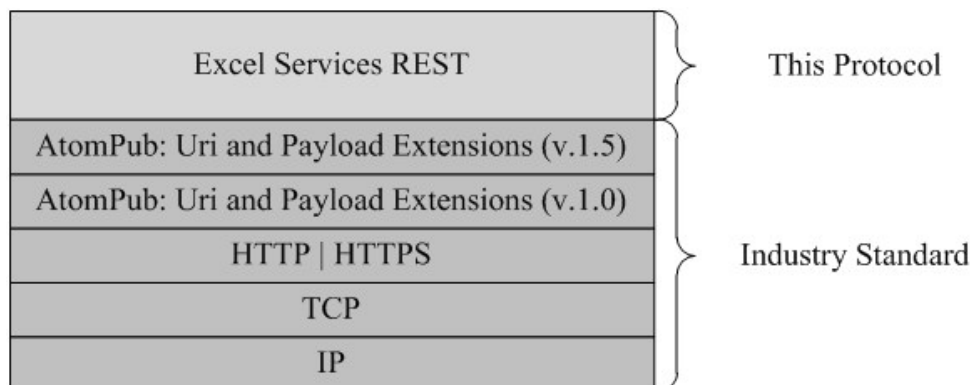 Excel Services REST
This Protocol
AtomPub: Uri and Payload Extensions (v.1.5)
AtomPub: Uri and Payload Extensions (v.1.0)
HTTP | HTTPS
Industry Standard
TCP
IP